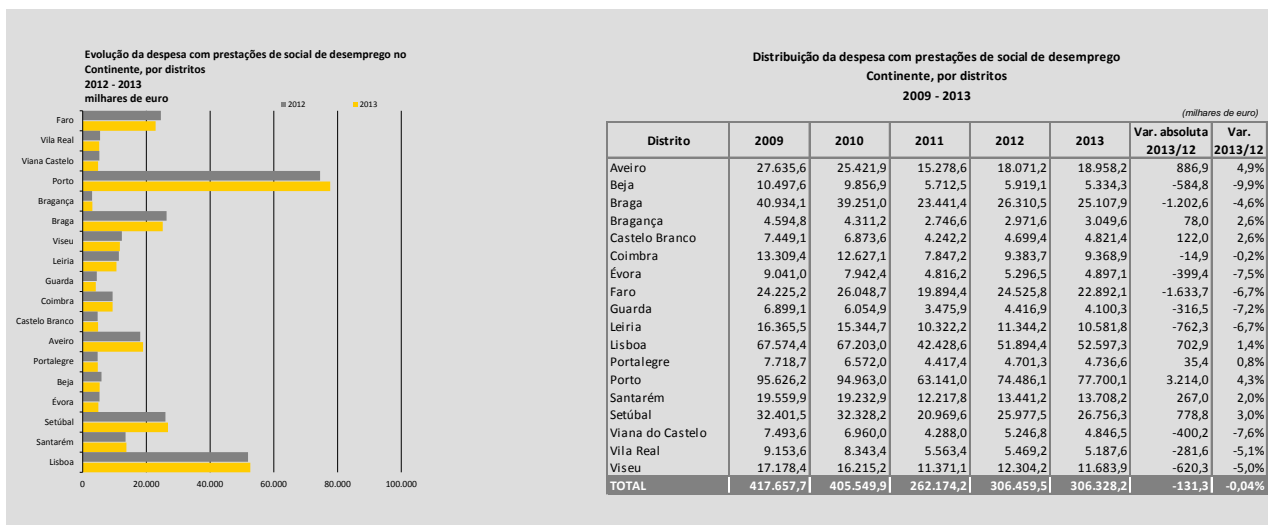 Evolução da despesa com prestações de social de desemprego no
Continente, por distritos
2012 - 2013
milhares de euro
2012 2013
Faro
Vila Real
Viana Castelo
Porto
Bragança
Braga
Viseu
Leiria
Guarda
Coimbra
Castelo Branco
Aveiro
Portalegre
Beja
Évora
Setúbal
Santarém
Lisboa
0 20.000 40.000 60.000 80.000 100.000
Distribuição da despesa com prestações de social de desemprego
Continente, por distritos
2009 - 2013
(milhares de euro)
Distrito 2009 2010 2011 2012 2013 Var. absoluta 2013/12 Var. 2013/12
Aveiro 27.635,6 25.421,9 15.278,6 18.071,2 18.958,2 886,9 4,9%
Beja 10.497,6 9.856,9 5.712,5 5.919,1 5.334,3 -584,8 -9,9%
Braga 40.934,1 39.251,0 23.441,4 26.310,5 25.107,9 -1.202,6 -4,6%
Bragança 4.594,8 4.311,2 2.746,6 2.971,6 3.049,6 78,0 2,6%
Castelo Branco 7.449,1 6.873,6 4.242,2 4.699,4 4.821,4 122,0 2,6%
Coimbra 13.309,4 12.627,1 7.847,2 9.383,7 9.368,9 -14,9 -0,2%
Évora 9.041,0 7.942,4 4.816,2 5.296,5 4.897,1 -399,4 -7,5%
Faro 24.225,2 26.048,7 19.894,4 24.525,8 22.892,1 -1.633,7 -6,7%
Guarda 6.899,1 6.054,9 3.475,9 4.416,9 4.100,3 -316,5 -7,2%
Leiria 16.365,5 15.344,7 10.322,2 11.344,2 10.581,8 -762,3 -6,7%
Lisboa 67.574,4 67.203,0 42.428,6 51.894,4 52.597,3 702,9 1,4%
Portalegre 7.718,7 6.572,0 4.417,4 4.701,3 4.736,6 35,4 0,8%
Porto 95.626,2 94.963,0 63.141,0 74.486,1 77.700,1 3.214,0 4,3%
Santarém 19.559,9 19.232,9 12.217,8 13.441,2 13.708,2 267,0 2,0%
Setúbal 32.401,5 32.328,2 20.969,6 25.977,5 26.756,3 778,8 3,0%
Viana do Castelo 7.493,6 6.960,0 4.288,0 5.246,8 4.846,5 -400,2 -7,6%
Vila Real 9.153,6 8.343,4 5.563,4 5.469,2 5.187,6 -281,6 -5,1%
Viseu 17.178,4 16.215,2 11.371,1 12.304,2 11.683,9 -620,3 -5,0%
TOTAL 417.657,7 405.549,9 262.174,2 306.459,5 306.328,2 -131,3 -0,04%